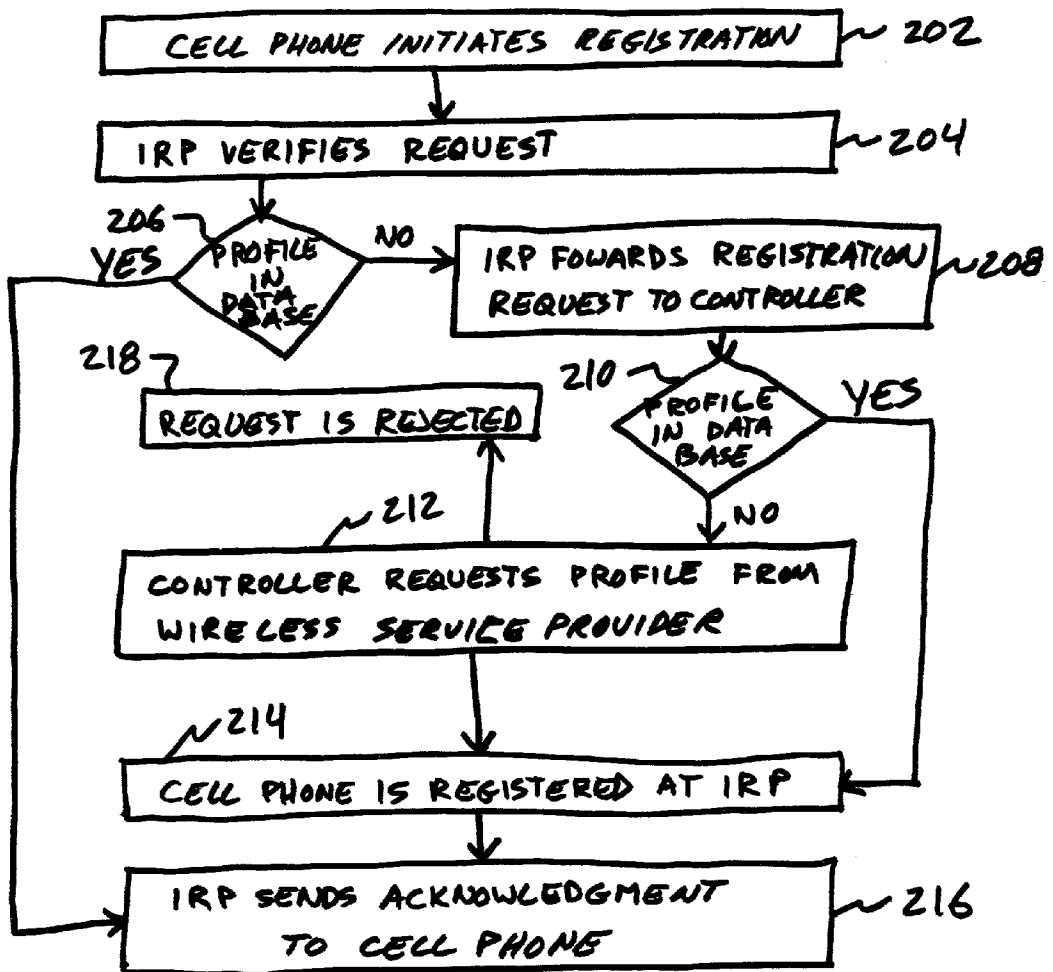 CELL PHONE INITIATES REGISTRATION
202
IRP VERIFIES REQUEST
204
206
YES
PROFILE
IN
DATA
BASE
NO
IRP FOWARDS REGISTRATION
REQUEST TO CONTROLLER
208
218
REQUEST IS REJECTED
210
PROFILE
IN DATA
BASE
YES
NO
212
CONTROLLER REQUESTS PROFILE FROM
WIRELESS SERVICE PROVIDER
214
CELL PHONE IS REGISTERED AT IRP
IRP SENDS ACKNOWLEDGMENT
TO CELL PHONE
216